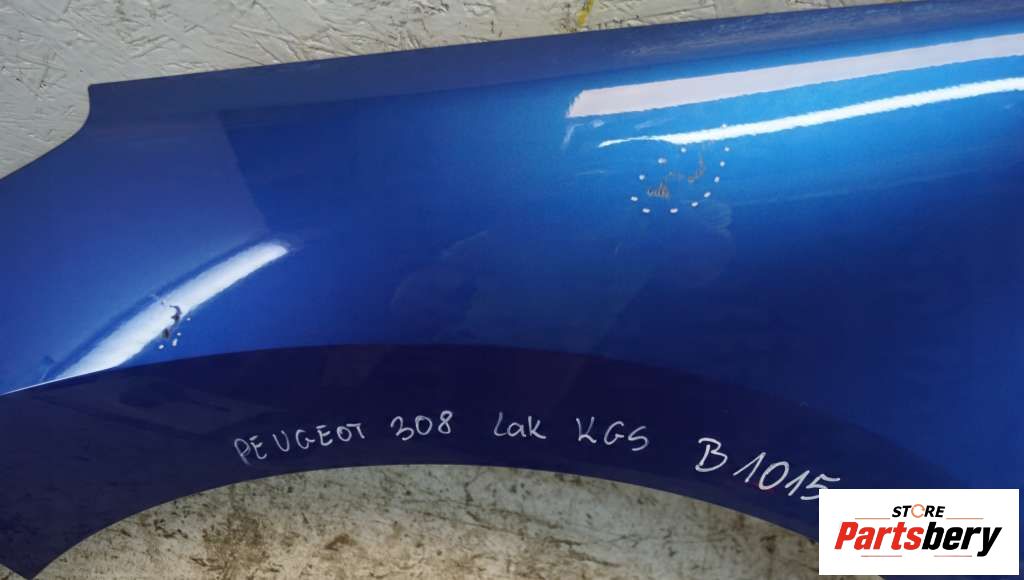 PEUGEOT 308 Lak KGS B1015
STORE
Partsbery